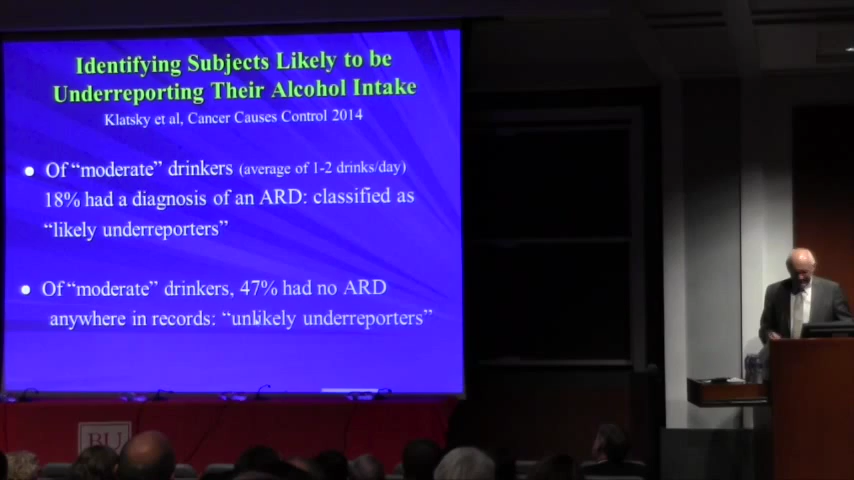 Identifying Subjects Likely to be
Underreporting Their Alcohol Intake
Klatsky et al, Cancer Causes Control 2014
● Of “moderate” drinkers (average of 1-2 drinks/day)
18% had a diagnosis of an ARD: classified as
“likely underreporters”
● Of “moderate” drinkers, 47% had no ARD
anywhere in records: “unlikely underreporters”
BU